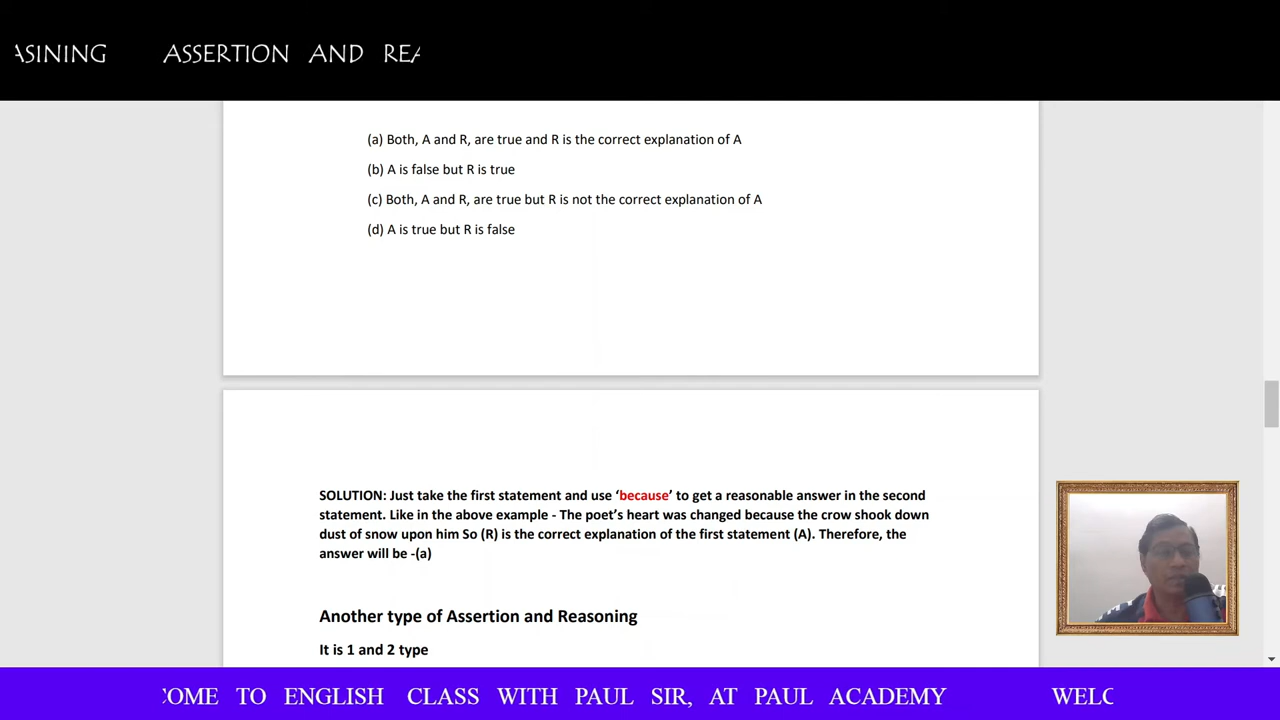 ASINING ASSERTION AND REA
(a) Both, A and R, are true and R is the correct explanation of A
(b) A is false but R is true
(c) Both, A and R, are true but R is not the correct explanation of A
(d) A is true but R is false
SOLUTION: Just take the first statement and use ‘because’ to get a reasonable answer in the second
statement. Like in the above example - The poet’s heart was changed because the crow shook down
dust of snow upon him So (R) is the correct explanation of the first statement (A). Therefore, the
answer will be -(a)
Another type of Assertion and Reasoning
It is 1 and 2 type
COME TO ENGLISH CLASS WITH PAUL SIR, AT PAUL ACADEMY WELC